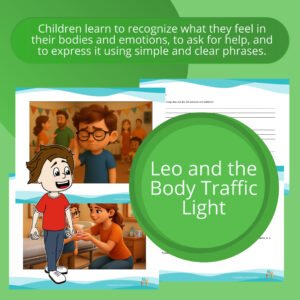 Children learn to recognize what they feel in
their bodies and emotions, to ask for help, and
to express it using simple and clear phrases.
Leo and the
Body Traffic
Light